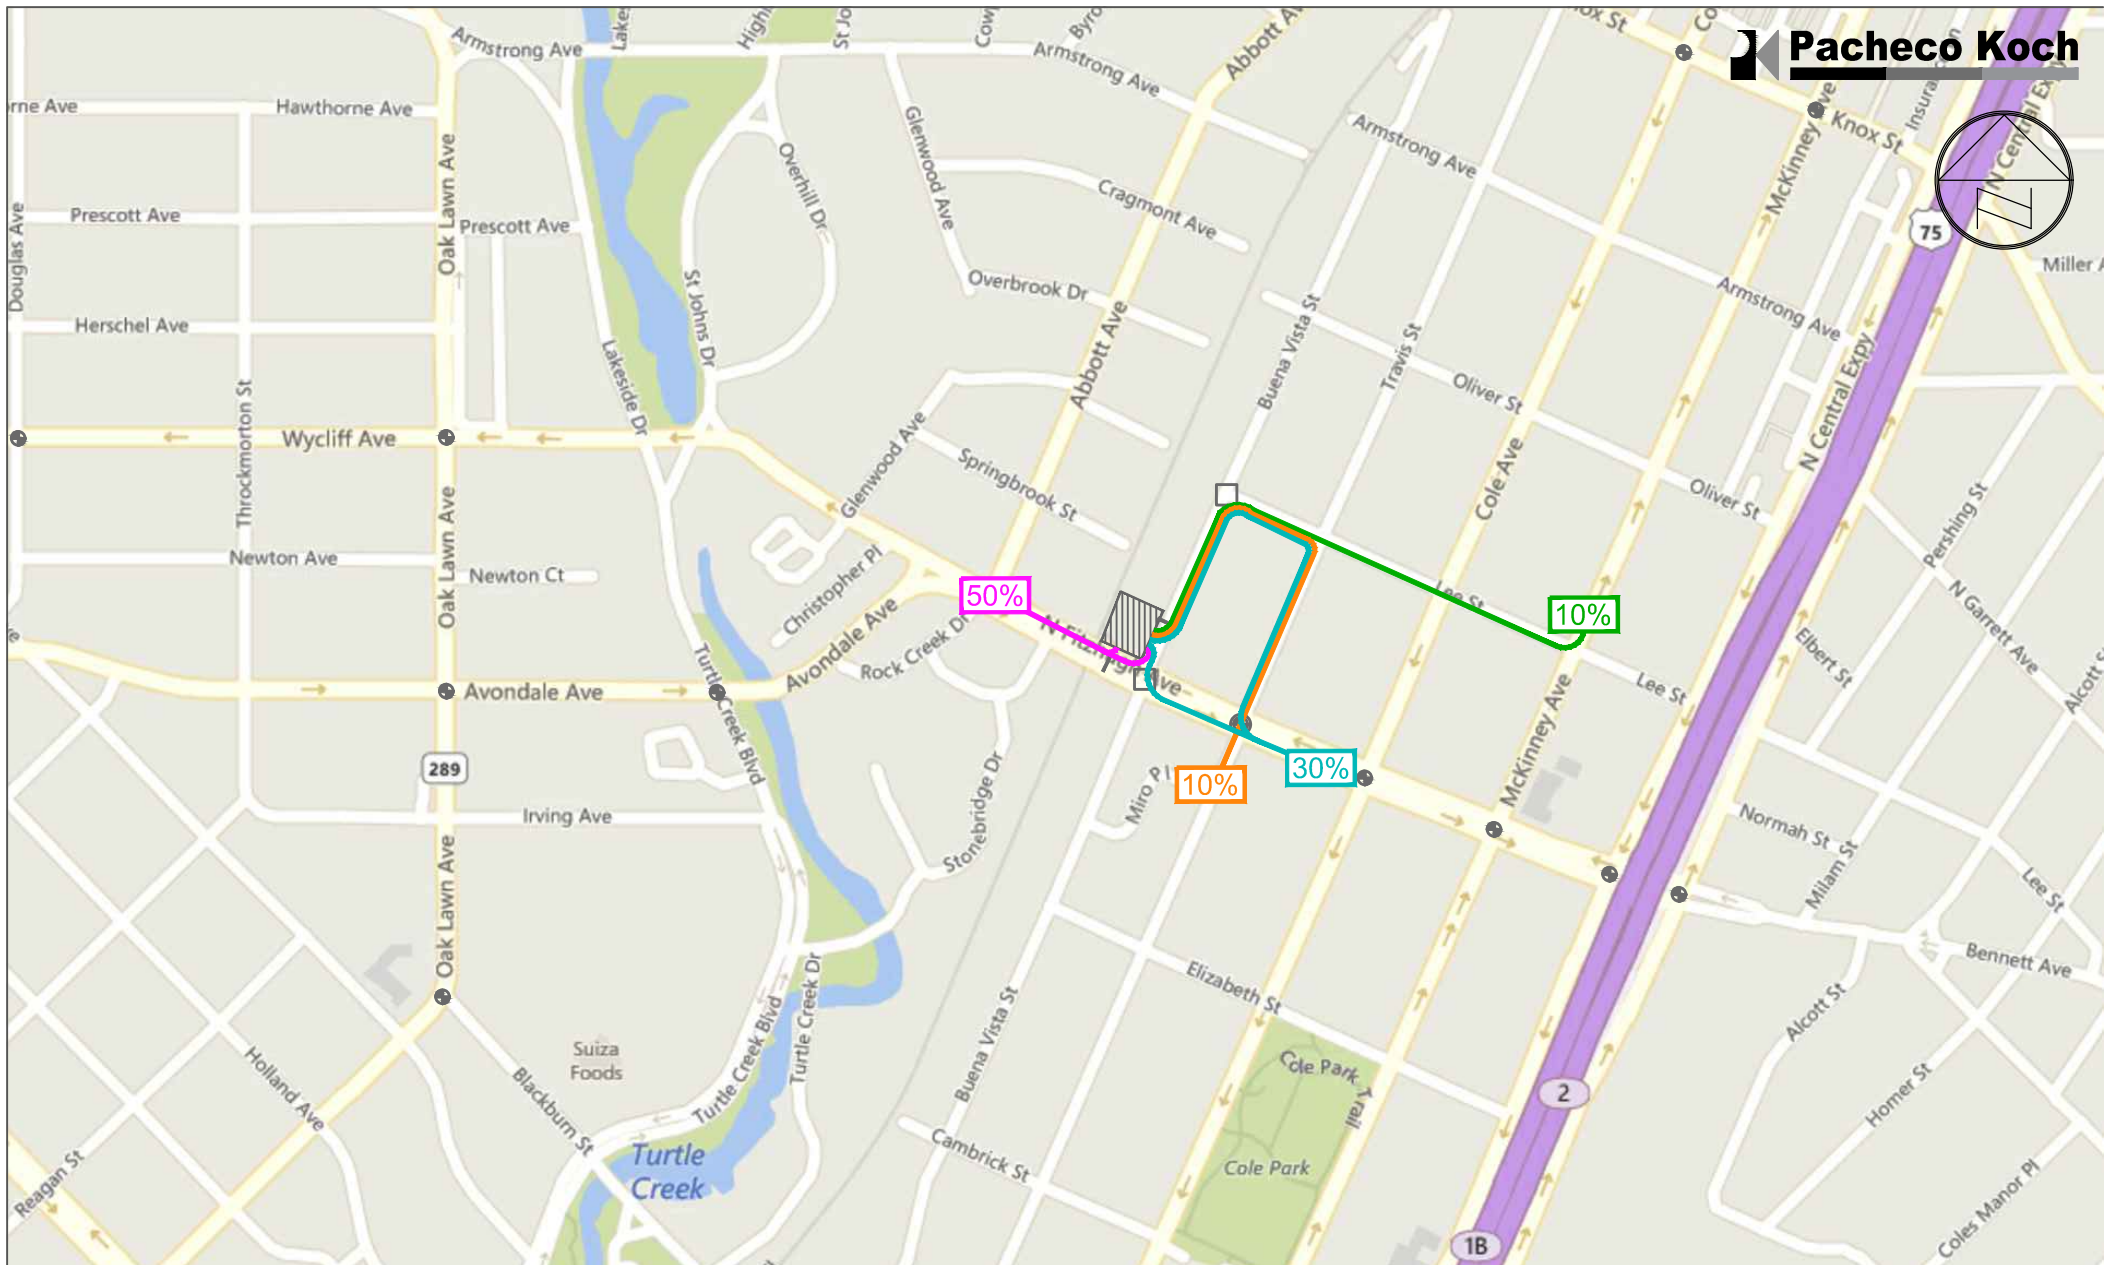 Pacheco Koch
Armstrong Ave
Armstrong Ave
Abbott Av
Knox St
Hawthorne Ave
Oak Lawn Ave
Overhill Dr
Glenwood Ave
Armstrong Ave
McKinney Ave
N Central Expy
Prescott Ave
Prescott Ave
Cragmont Ave
75
Miller A
Douglas Ave
Herschel Ave
St Johns Dr
Overbrook Dr
Armstrong Ave
Lakeside Dr
Abbott Ave
Buena Vista St
Travis St
Oliver St
N Central Expy
Throckmorton St
Wycliff Ave
Glenwood Ave
Springbrook St
Cole Ave
Oliver St
Pershing St
Newton Ave
Oak Lawn Ave
Newton Ct
Christopher Pl
50%
Lee St
10%
N Garrett Ave
Elbert St
Avondale Ave
Avondale Ave
Rock Creek Dr
N Fitzhugh Ave
Lee St
Alcott S
Turtle Creek Blvd
McKinney Ave
289
Miro Pl
10%
30%
Irving Ave
Stonebridge Dr
Normah St
Milam St
Lee St
Oak Lawn Ave
Elizabeth St
Bennett Ave
Alcott St
Suiza
Foods
Turtle Creek Blvd
Turtle Creek Dr
Buena Vista St
Holland Ave
Blackburn St
Cole Park Trail
2
Homer St
Turtle
Creek
Cambrick St
Cole Park
Reagan St
Coles Manor Pl
1B